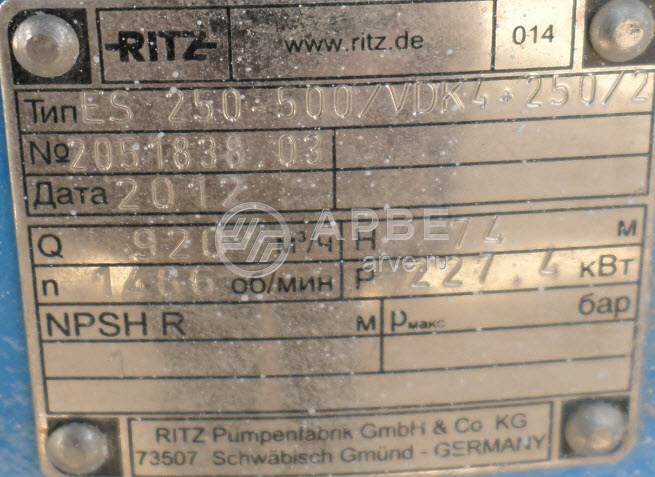 RITZ www.ritz.de 014
Тип ES 250-500/VDK4*250/2
№ 2051838 03
Дата 2012
АРВЕ
arve.ru
Q 920 м³/ч H 74 м
n 1486 об/мин P 227.4 кВт
NPSH R м pмакс бар
1
RITZ Pumpenfabrik GmbH & Co KG
73507 Schwäbisch Gmünd - GERMANY